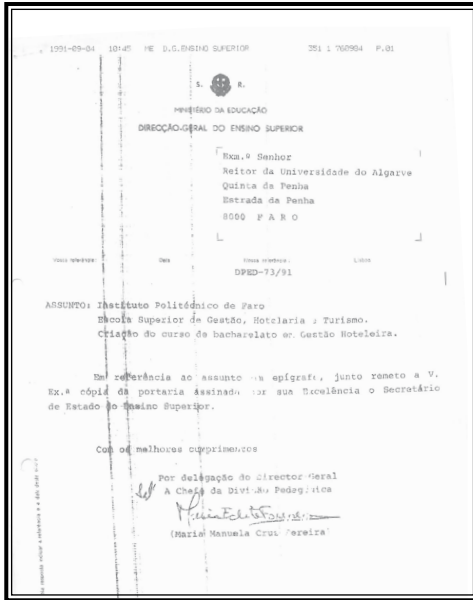 1991-09-04 10:45 ME D.G.ENSINO SUPERIOR 351 1 760984 P.01
S. R.
MINISTÉRIO DA EDUCAÇÃO
DIRECÇÃO-GERAL DO ENSINO SUPERIOR
Exm.º Senhor
Reitor da Universidade do Algarve
Quinta da Penha
Estrada da Penha
8000 F A R O
DPED-73/91
ASSUNTO: Instituto Politécnico de Faro
Escola Superior de Gestão, Hotelaria e Turismo.
Criação do curso de bacharelato em Gestão Hoteleira.
Em referência ao assunto em epígrafe, junto remeto a V.
Ex.ª cópia da portaria assinada por sua Excelência o Secretário
de Estado do Ensino Superior.
Com os melhores cumprimentos
Por delegação do Director Geral
A Chefe da Divisão Pedagógica
(Maria Manuela Cruz Pereira)